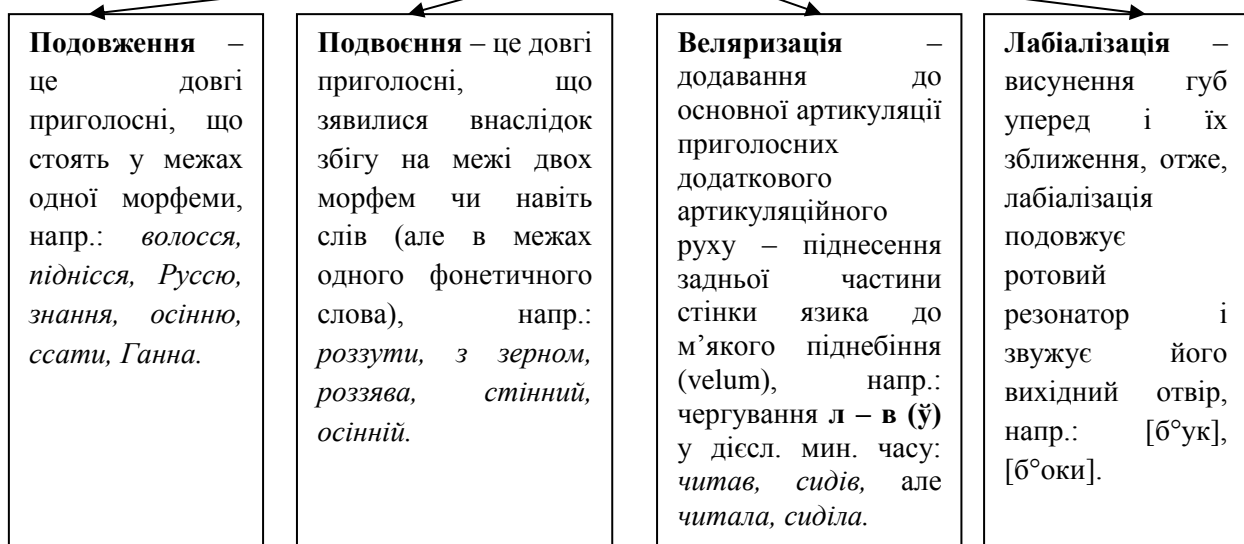 Подовження –
це довгі
приголосні, що
стоять у межах
одної морфеми,
напр.: волосся,
піднісся, Руссю,
знання, осінню,
ссати, Ганна.
Подвоєння – це довгі
приголосні, що
зявилися внаслідок
збігу на межі двох
морфем чи навіть
слів (але в межах
одного фонетичного
слова), напр.:
роззути, з зерном,
роззява, стінний,
осінній.
Веляризація –
додавання до
основної артикуляції
приголосних
додаткового
артикуляційного
руху – піднесення
задньої частини
стінки язика до
м’якого піднебіння
(velum), напр.:
чергування л – в (ў)
у дієсл. мин. часу:
читав, сидів, але
читала, сиділа.
Лабіалізація –
висунення губ
уперед і їх
зближення, отже,
лабіалізація
подовжує
ротовий
резонатор і
звужує його
вихідний отвір,
напр.: [б°ук],
[б°оки].